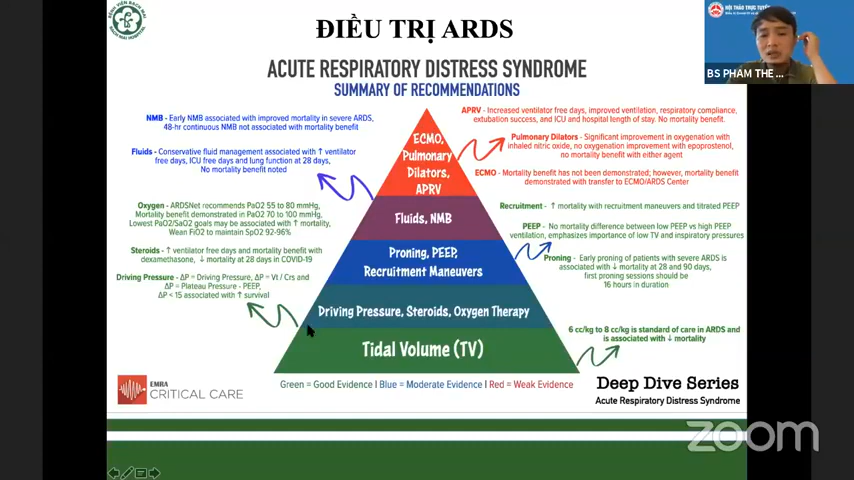 BỆNH VIỆN BẠCH MAI
BACH MAI HOSPITAL
ĐIỀU TRỊ ARDS
HỘI THẢO TRỰC TUYẾN
BS PHAM THE ...
ACUTE RESPIRATORY DISTRESS SYNDROME
SUMMARY OF RECOMMENDATIONS
NMB - Early NMB associated with improved mortality in severe ARDS,
48-hr continuous NMB not associated with mortality benefit
Fluids - Conservative fluid management associated with ↑ ventilator
free days, ICU free days and lung function at 28 days,
No mortality benefit noted
Oxygen - ARDSNet recommends PaO2 55 to 80 mmHg,
Mortality benefit demonstrated in PaO2 70 to 100 mmHg,
Lowest PaO2/SaO2 goals may be associated with ↑ mortality,
Wean FiO2 to maintain SpO2 92-96%
Steroids - ↑ ventilator free days and mortality benefit with
dexamethasone, ↓ mortality at 28 days in COVID-19
Driving Pressure - ΔP = Driving Pressure, ΔP = Vt / Crs and
ΔP = Plateau Pressure - PEEP,
ΔP < 15 associated with ↑ survival
ECMO,
Pulmonary
Dilators,
APRV
Fluids, NMB
Proning, PEEP,
Recruitment Maneuvers
Driving Pressure, Steroids, Oxygen Therapy
Tidal Volume (TV)
APRV - Increased ventilator free days, improved ventilation, respiratory compliance,
extubation success, and ICU and hospital length of stay. No mortality benefit.
Pulmonary Dilators - Significant improvement in oxygenation with
inhaled nitric oxide, no oxygenation improvement with epoprostenol,
no mortality benefit with either agent
ECMO - Mortality benefit has not been demonstrated; however, mortality benefit
demonstrated with transfer to ECMO/ARDS Center
Recruitment - ↑ mortality with recruitment maneuvers and titrated PEEP
PEEP - No mortality difference between low PEEP vs high PEEP
ventilation, emphasizes importance of low TV and inspiratory pressures
Proning - Early proning of patients with severe ARDS is
associated with ↓ mortality at 28 and 90 days,
first proning sessions should be
16 hours in duration
6 cc/kg to 8 cc/kg is standard of care in ARDS and
is associated with ↓ mortality
EMRA
CRITICAL CARE
Green = Good Evidence | Blue = Moderate Evidence | Red = Weak Evidence
Deep Dive Series
Acute Respiratory Distress Syndrome
zoom